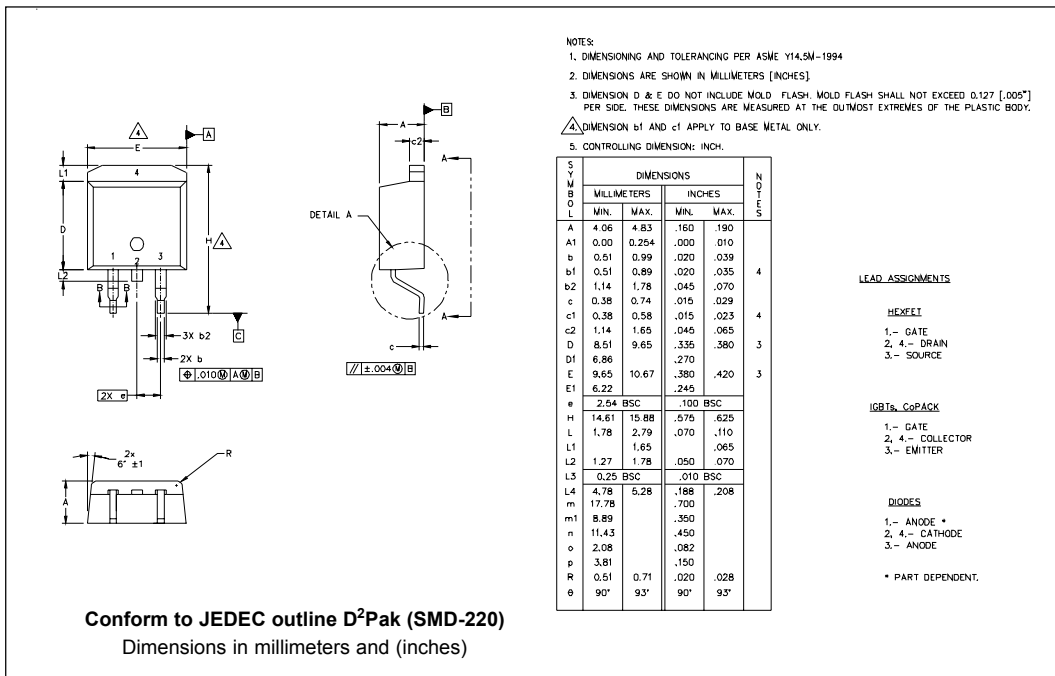 NOTES:
1. DIMENSIONING AND TOLERANCING PER ASME Y14.5M-1994
2. DIMENSIONS ARE SHOWN IN MILLIMETERS [INCHES].
3. DIMENSION D & E DO NOT INCLUDE MOLD FLASH. MOLD FLASH SHALL NOT EXCEED 0.127 [.005"]
PER SIDE. THESE DIMENSIONS ARE MEASURED AT THE OUTMOST EXTREMES OF THE PLASTIC BODY.
4. DIMENSION b1 AND c1 APPLY TO BASE METAL ONLY.
5. CONTROLLING DIMENSION: INCH.
4
A
E
L1
4
D
H
4
1
2
3
L2
B
B
C
3X b2
2X b
⌖ .010Ⓜ AⓂ B
2X e
B
A
c2
A
DETAIL A
A
c
// ±.004Ⓜ B
2x
6° ±1
R
A
SYMBOL DIMENSIONS NOTES
MILLIMETERS INCHES
MIN. MAX. MIN. MAX.
A 4.06 4.83 .160 .190
A1 0.00 0.254 .000 .010
b 0.51 0.99 .020 .039
b1 0.51 0.89 .020 .035 4
b2 1.14 1.78 .045 .070
c 0.38 0.74 .015 .029
c1 0.38 0.58 .015 .023 4
c2 1.14 1.65 .045 .065
D 8.51 9.65 .335 .380 3
D1 6.86 .270
E 9.65 10.67 .380 .420 3
E1 6.22 .245
e 2.54 BSC .100 BSC
H 14.61 15.88 .575 .625
L 1.78 2.79 .070 .110
L1 1.65 .065
L2 1.27 1.78 .050 .070
L3 0.25 BSC .010 BSC
L4 4.78 5.28 .188 .208
m 17.78 .700
m1 8.89 .350
n 11.43 .450
o 2.08 .082
p 3.81 .150
R 0.51 0.71 .020 .028
θ 90° 93° 90° 93°
LEAD ASSIGNMENTS
HEXFET
1.- GATE
2, 4.- DRAIN
3.- SOURCE
IGBTs, CoPACK
1.- GATE
2, 4.- COLLECTOR
3.- EMITTER
DIODES
1.- ANODE *
2, 4.- CATHODE
3.- ANODE
* PART DEPENDENT.
Conform to JEDEC outline D²Pak (SMD-220)
Dimensions in millimeters and (inches)